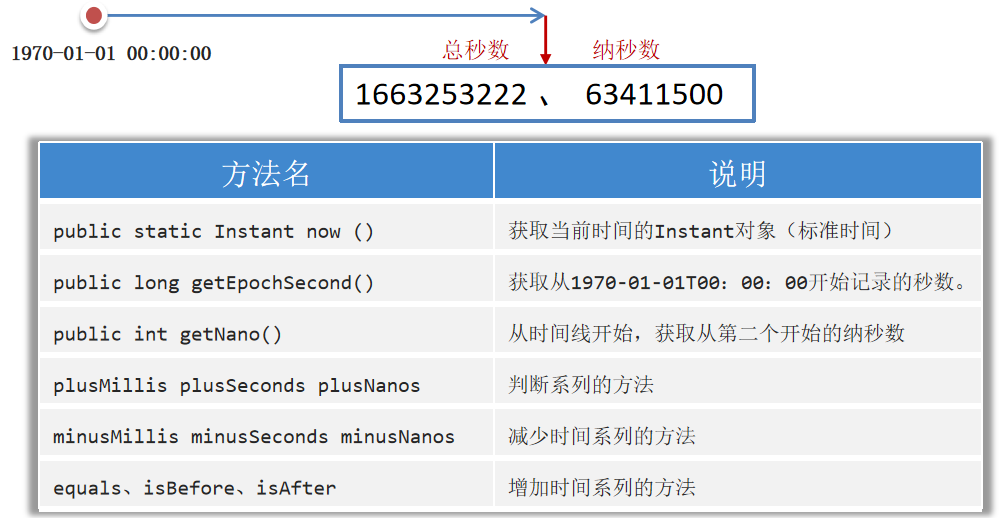 1970-01-01 00:00:00
总秒数 纳秒数
1663253222 、 63411500
方法名 说明
public static Instant now () 获取当前时间的Instant对象（标准时间）
public long getEpochSecond() 获取从1970-01-01T00：00：00开始记录的秒数。
public int getNano() 从时间线开始，获取从第二个开始的纳秒数
plusMillis plusSeconds plusNanos 判断系列的方法
minusMillis minusSeconds minusNanos 减少时间系列的方法
equals、isBefore、isAfter 增加时间系列的方法